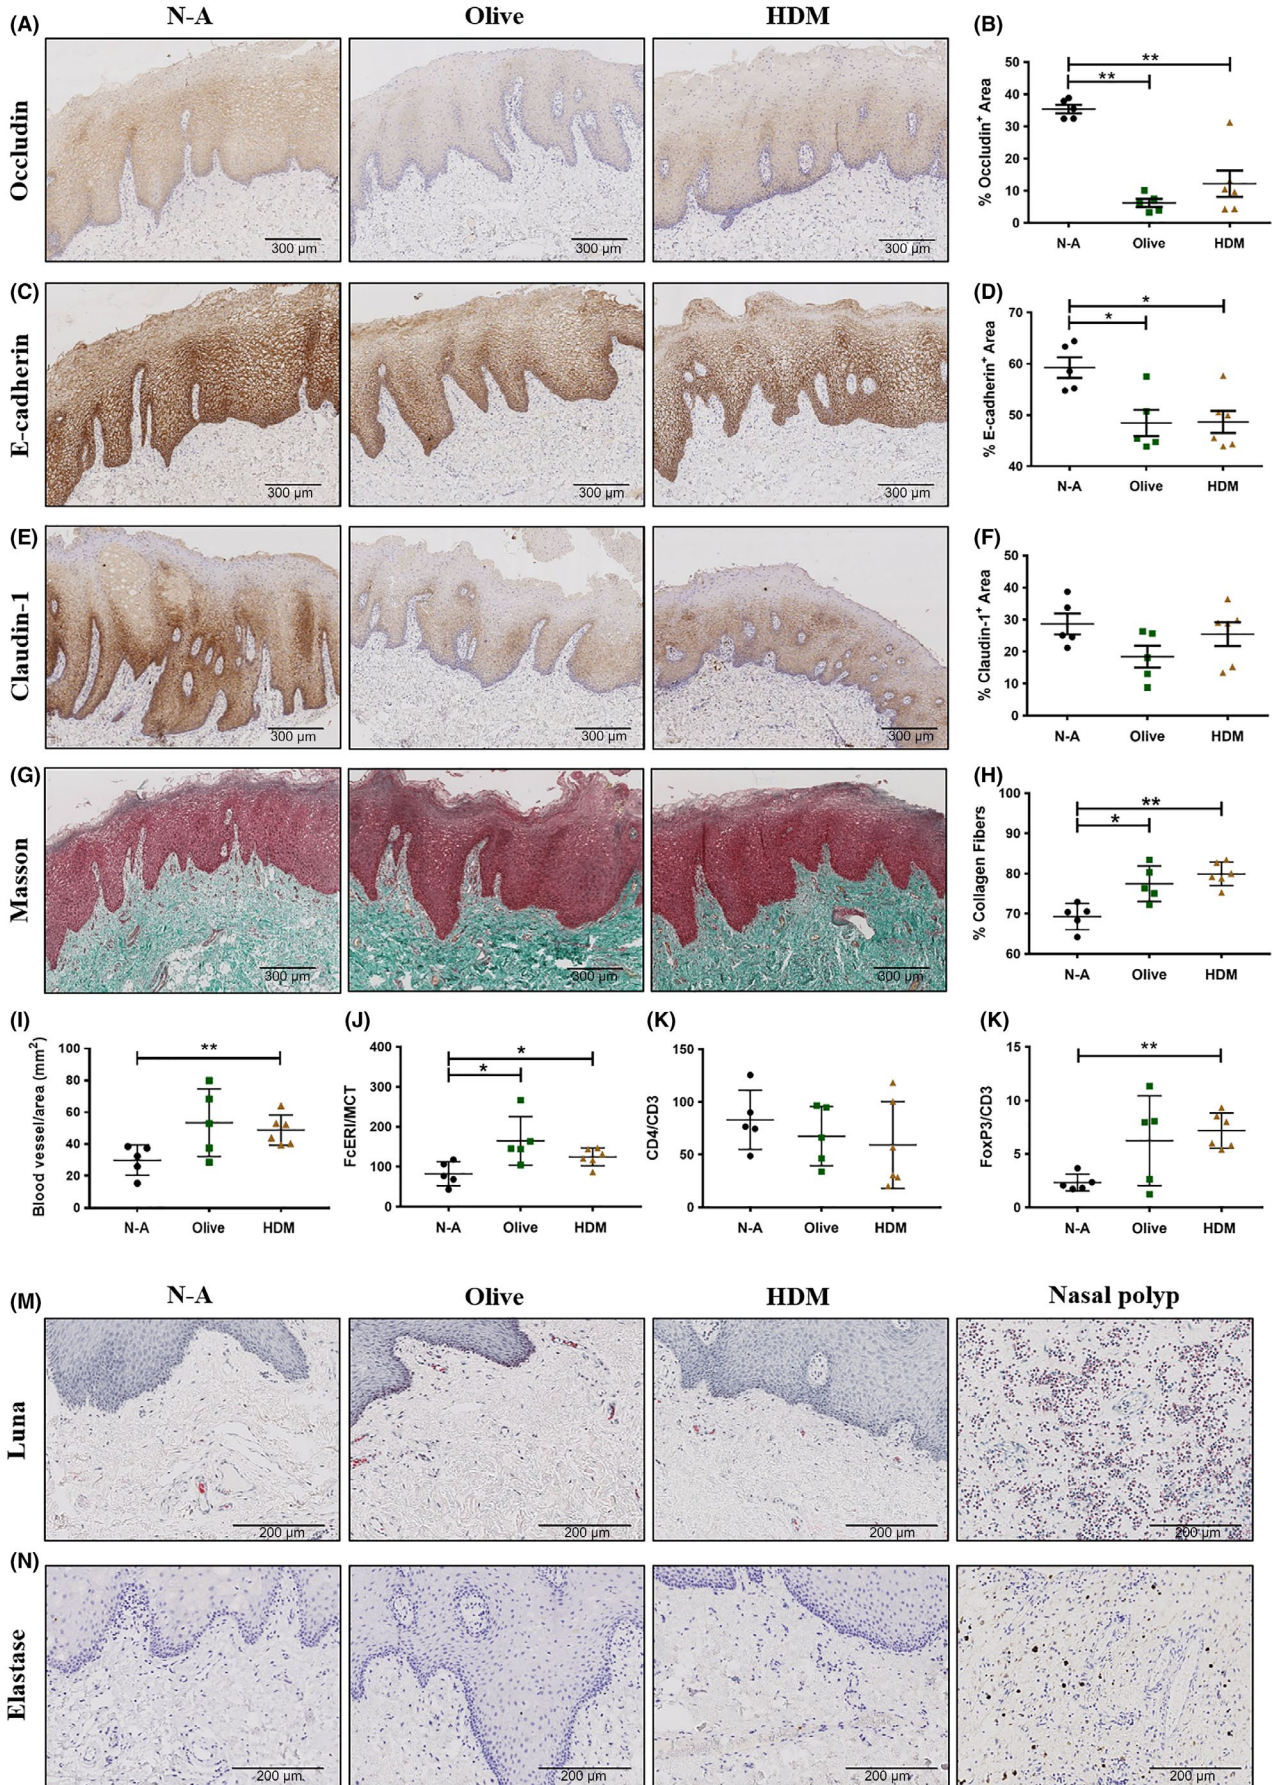 N-A Olive HDM
(A) Occludin
300 µm 300 µm 300 µm
(B)
% Occludin+ Area
50
40
30
20
10
0
** **
N-A Olive HDM
(C) E-cadherin
300 µm 300 µm 300 µm
(D)
% E-cadherin+ Area
70
60
50
40
* *
N-A Olive HDM
(E) Claudin-1
300 µm 300 µm 300 µm
(F)
% Claudin-1+ Area
50
40
30
20
10
0
N-A Olive HDM
(G) Masson
300 µm 300 µm 300 µm
(H)
% Collagen Fibers
100
90
80
70
60
**
*
N-A Olive HDM
(I)
Blood vessel/area (mm²)
100
80
60
40
20
0
**
N-A Olive HDM
(J)
FcERI/MCT
400
300
200
100
0
*
*
N-A Olive HDM
(K)
CD4/CD3
150
100
50
0
N-A Olive HDM
(K)
FoxP3/CD3
15
10
5
0
**
N-A Olive HDM
(M)
N-A Olive HDM Nasal polyp
Luna
200 µm 200 µm 200 µm 200 µm
(N)
Elastase
200 µm 200 µm 200 µm 200 µm